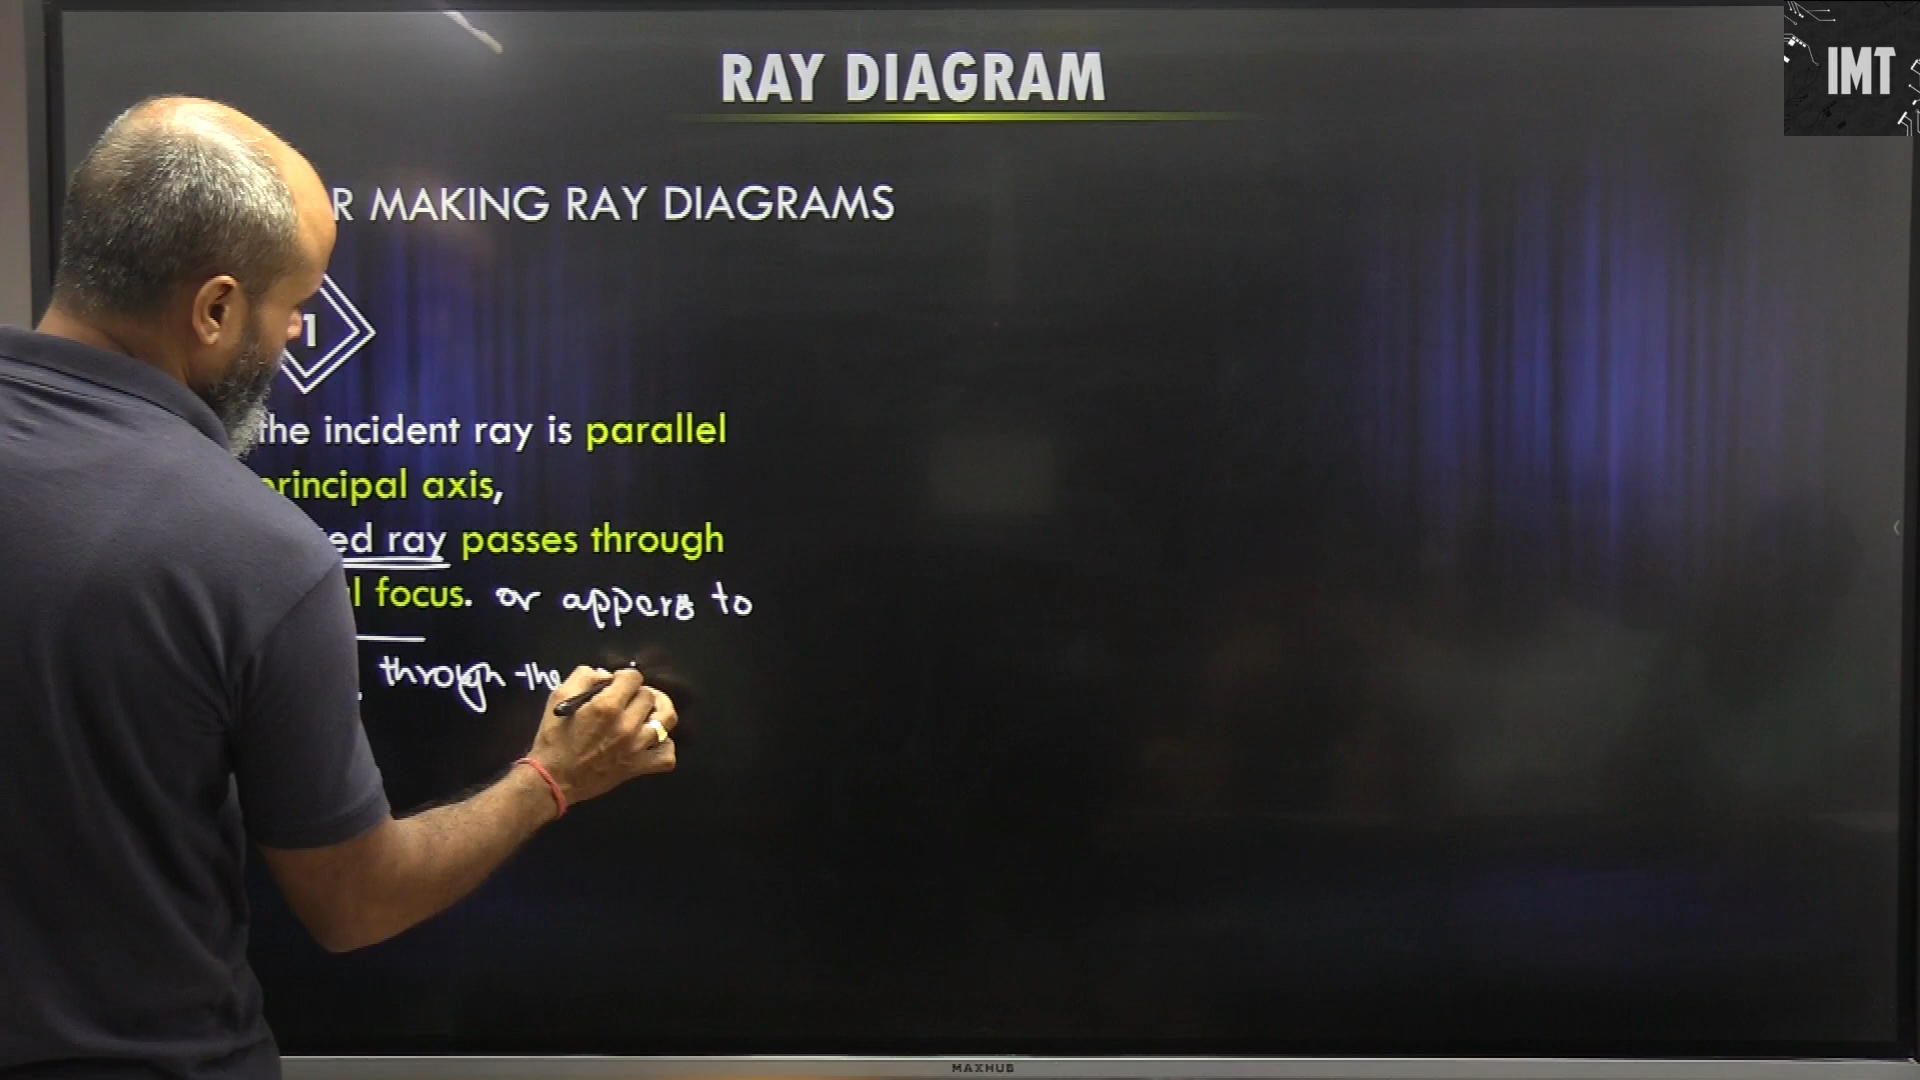 RAY DIAGRAM
IMT
R MAKING RAY DIAGRAMS
1
the incident ray is parallel
principal axis,
ed ray passes through
l focus. or appers to
through the
MAXHUB